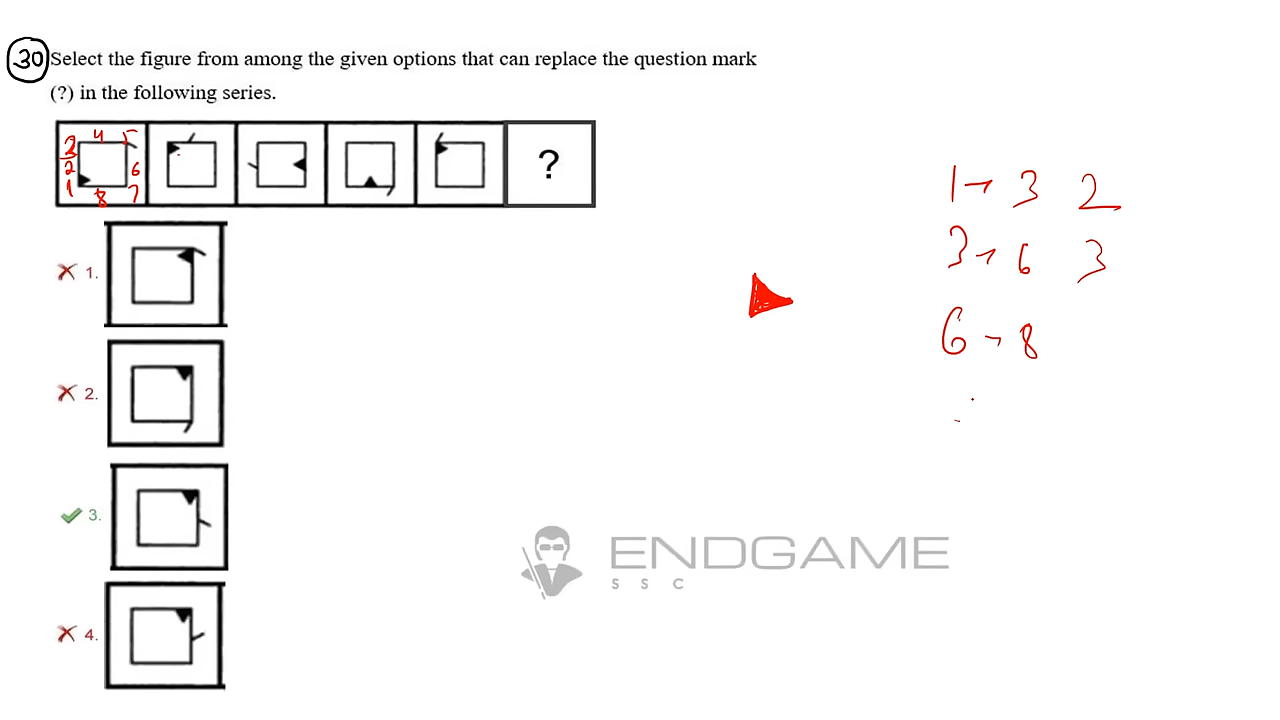 30 Select the figure from among the given options that can replace the question mark
(?) in the following series.
3 4 5
2 6
1 8 7
?
1.
2.
3.
4.
1→3 2
3→6 3
6→8
ENDGAME
SSC